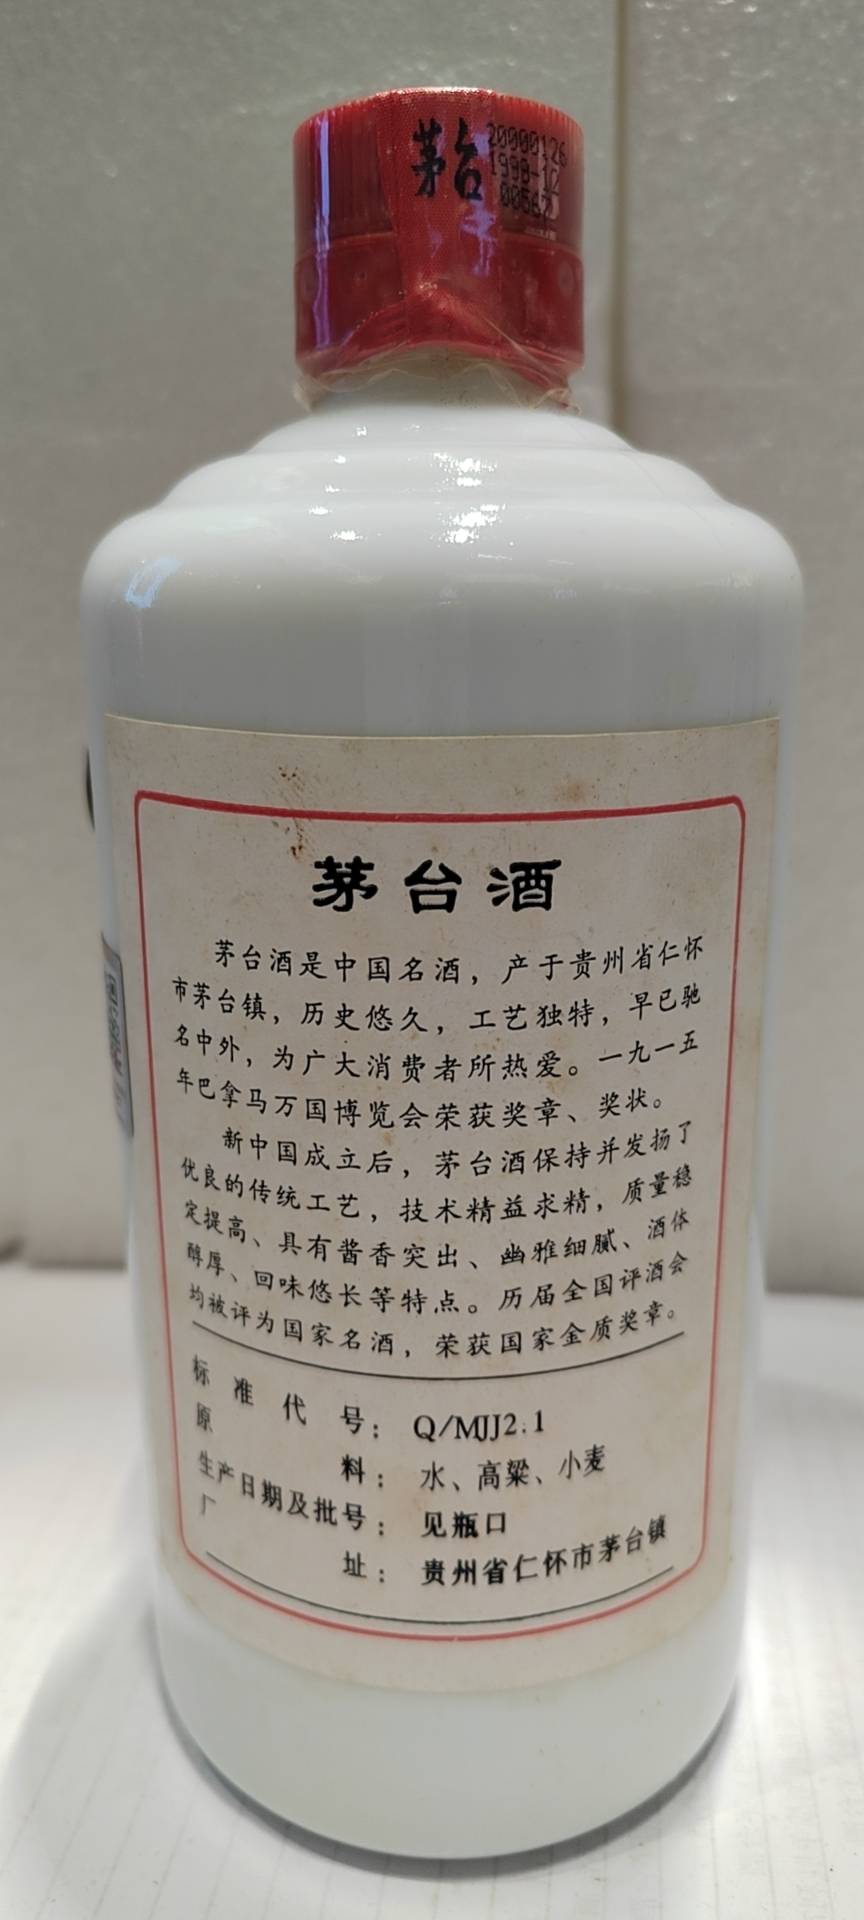 茅台
20000126
1998-12
茅台酒
茅台酒是中国名酒，产于贵州省仁怀
市茅台镇，历史悠久，工艺独特，早已驰
名中外，为广大消费者所热爱。一九一五
年巴拿马万国博览会荣获奖章、奖状。
新中国成立后，茅台酒保持并发扬了
优良的传统工艺，技术精益求精，质量稳
定提高、具有酱香突出、幽雅细腻、酒体
醇厚、回味悠长等特点。历届全国评酒会
均被评为国家名酒，荣获国家金质奖章。
标准代号：Q/MJJ2.1
原料：水、高粱、小麦
生产日期及批号：见瓶口
厂址：贵州省仁怀市茅台镇